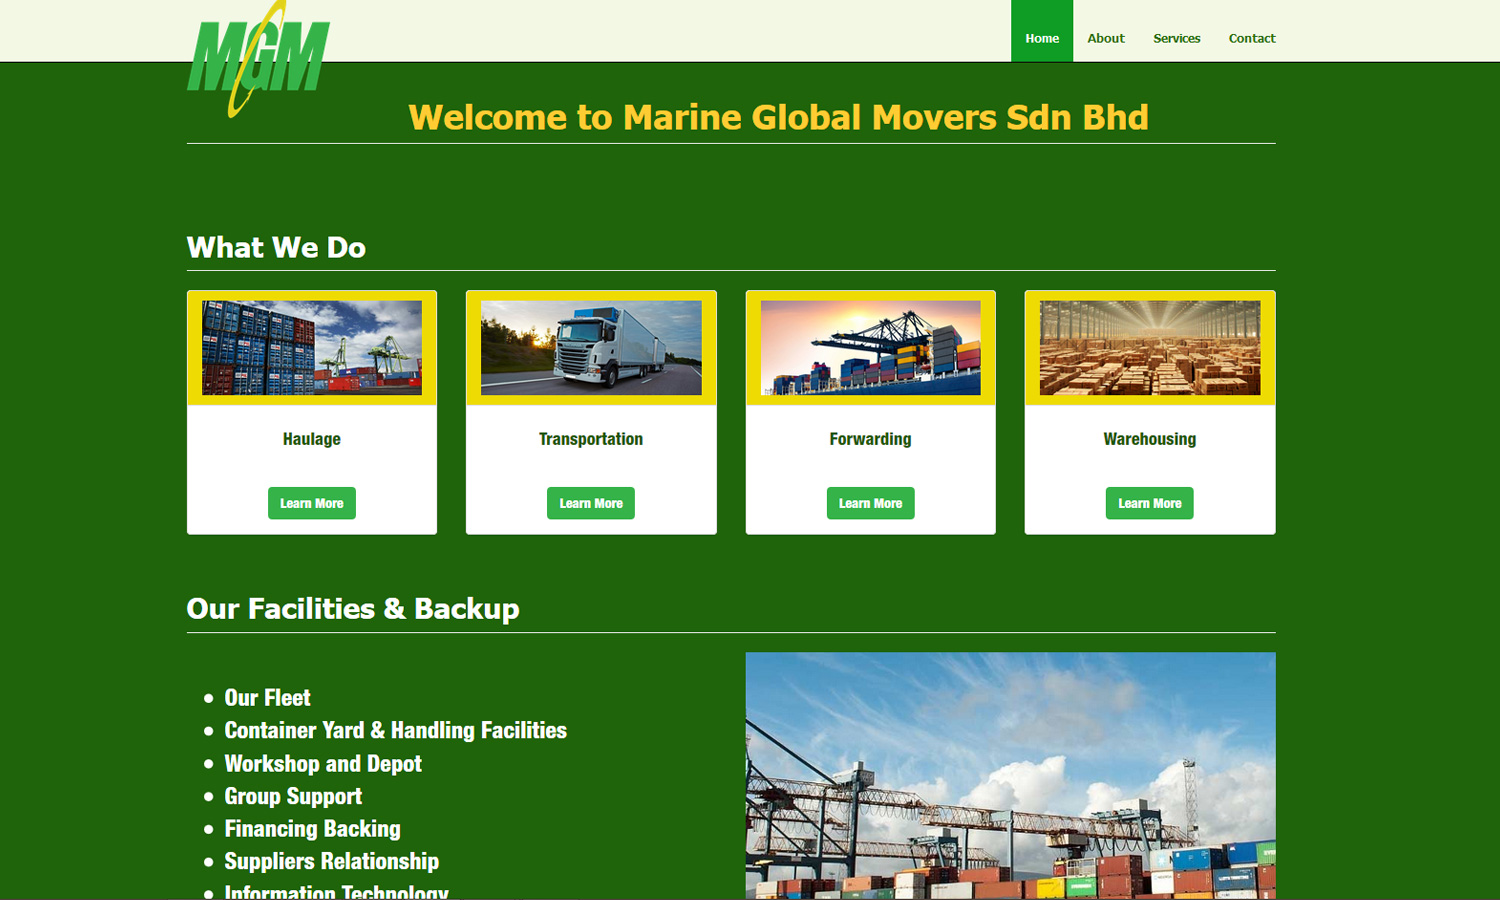 MGM
Home
About
Services
Contact
Welcome to Marine Global Movers Sdn Bhd
What We Do
Haulage
Transportation
Forwarding
Warehousing
Learn More
Learn More
Learn More
Learn More
Our Facilities & Backup
Our Fleet
Container Yard & Handling Facilities
Workshop and Depot
Group Support
Financing Backing
Suppliers Relationship
Information Technology